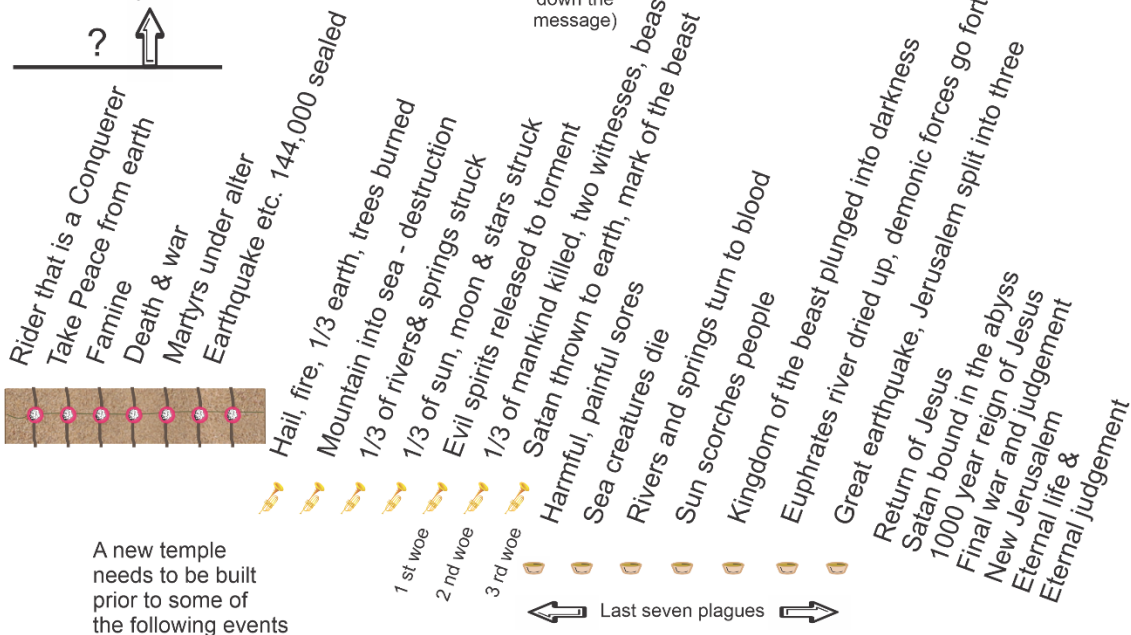 down the
message)
?
Rider that is a Conquerer
Take Peace from earth
Famine
Death & war
Martyrs under alter
Earthquake etc. 144,000 sealed
Hail, fire, 1/3 earth, trees burned
Mountain into sea - destruction
1/3 of rivers& springs struck
1/3 of sun, moon & stars struck
Evil spirits released to torment
1/3 of mankind killed, two witnesses, beas
Satan thrown to earth, mark of the beast
Harmful, painful sores
Sea creatures die
Rivers and springs turn to blood
Sun scorches people
Kingdom of the beast plunged into darkness
Euphrates river dried up, demonic forces go fort
Great earthquake, Jerusalem split into three
Return of Jesus
Satan bound in the abyss
1000 year reign of Jesus
Final war and judgement
New Jerusalem
Eternal life &
Eternal judgement
1 st woe
2 nd woe
3 rd woe
A new temple
needs to be built
prior to some of
the following events
Last seven plagues